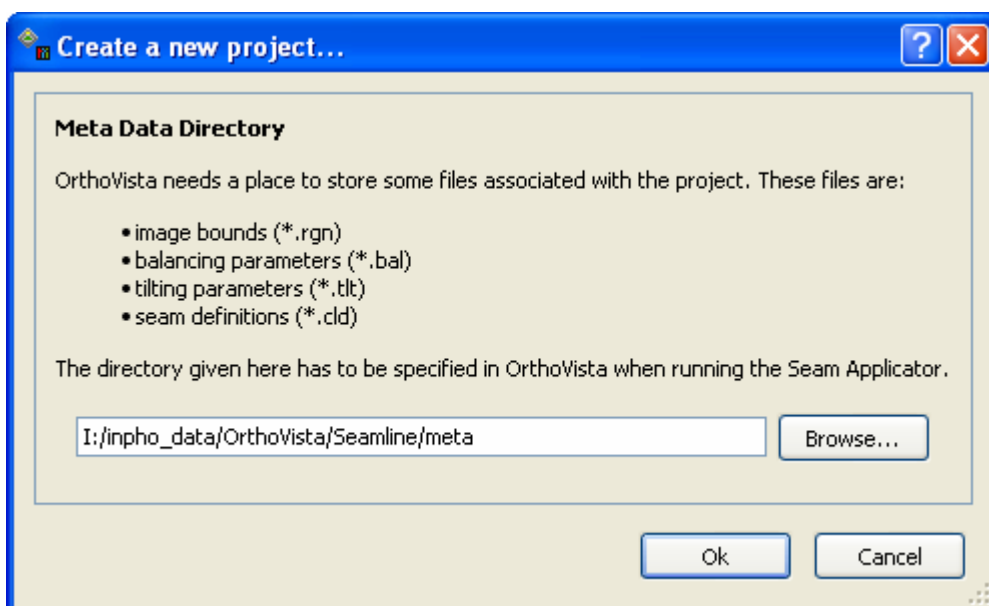 Create a new project...
Meta Data Directory
OrthoVista needs a place to store some files associated with the project. These files are:
• image bounds (*.rgn)
• balancing parameters (*.bal)
• tilting parameters (*.tlt)
• seam definitions (*.cld)
The directory given here has to be specified in OrthoVista when running the Seam Applicator.
I:/inpho_data/OrthoVista/Seamline/meta
Browse...
Ok
Cancel